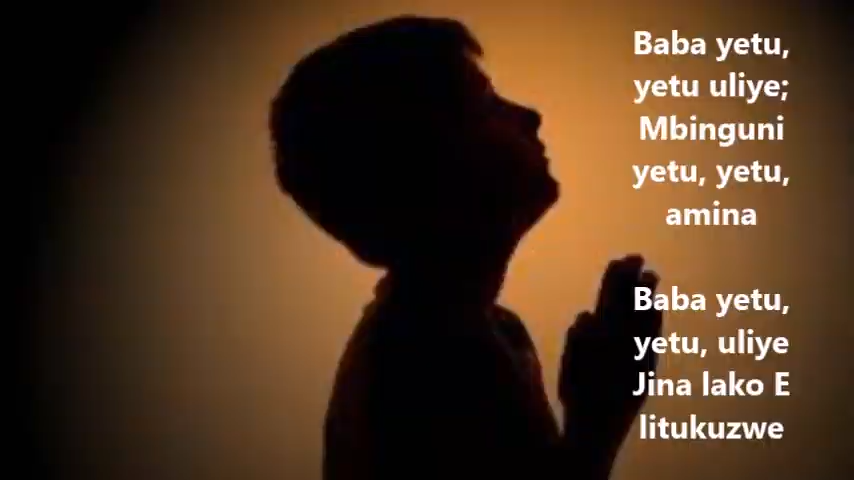 Baba yetu,
yetu uliye;
Mbinguni
yetu, yetu,
amina
Baba yetu,
yetu, uliye
Jina lako E
litukuzwe